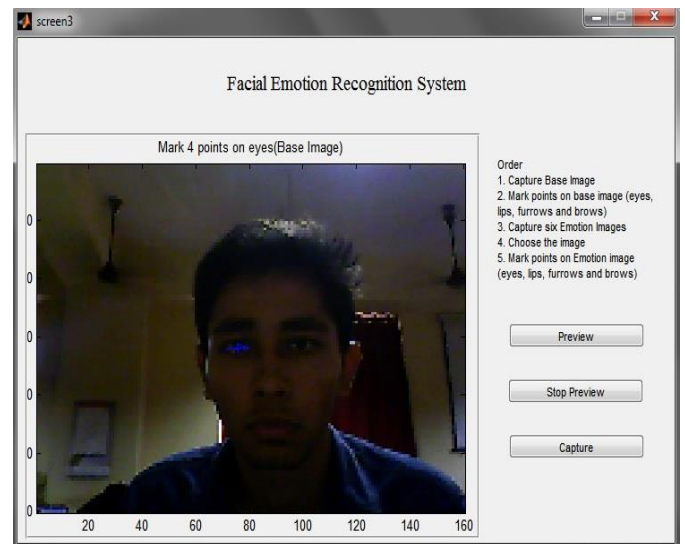 screen3
Facial Emotion Recognition System
Mark 4 points on eyes(Base Image)
0
0
0
0
0
0
20 40 60 80 100 120 140 160
Order
1. Capture Base Image
2. Mark points on base image (eyes,
lips, furrows and brows)
3. Capture six Emotion Images
4. Choose the image
5. Mark points on Emotion image
(eyes, lips, furrows and brows)
Preview
Stop Preview
Capture